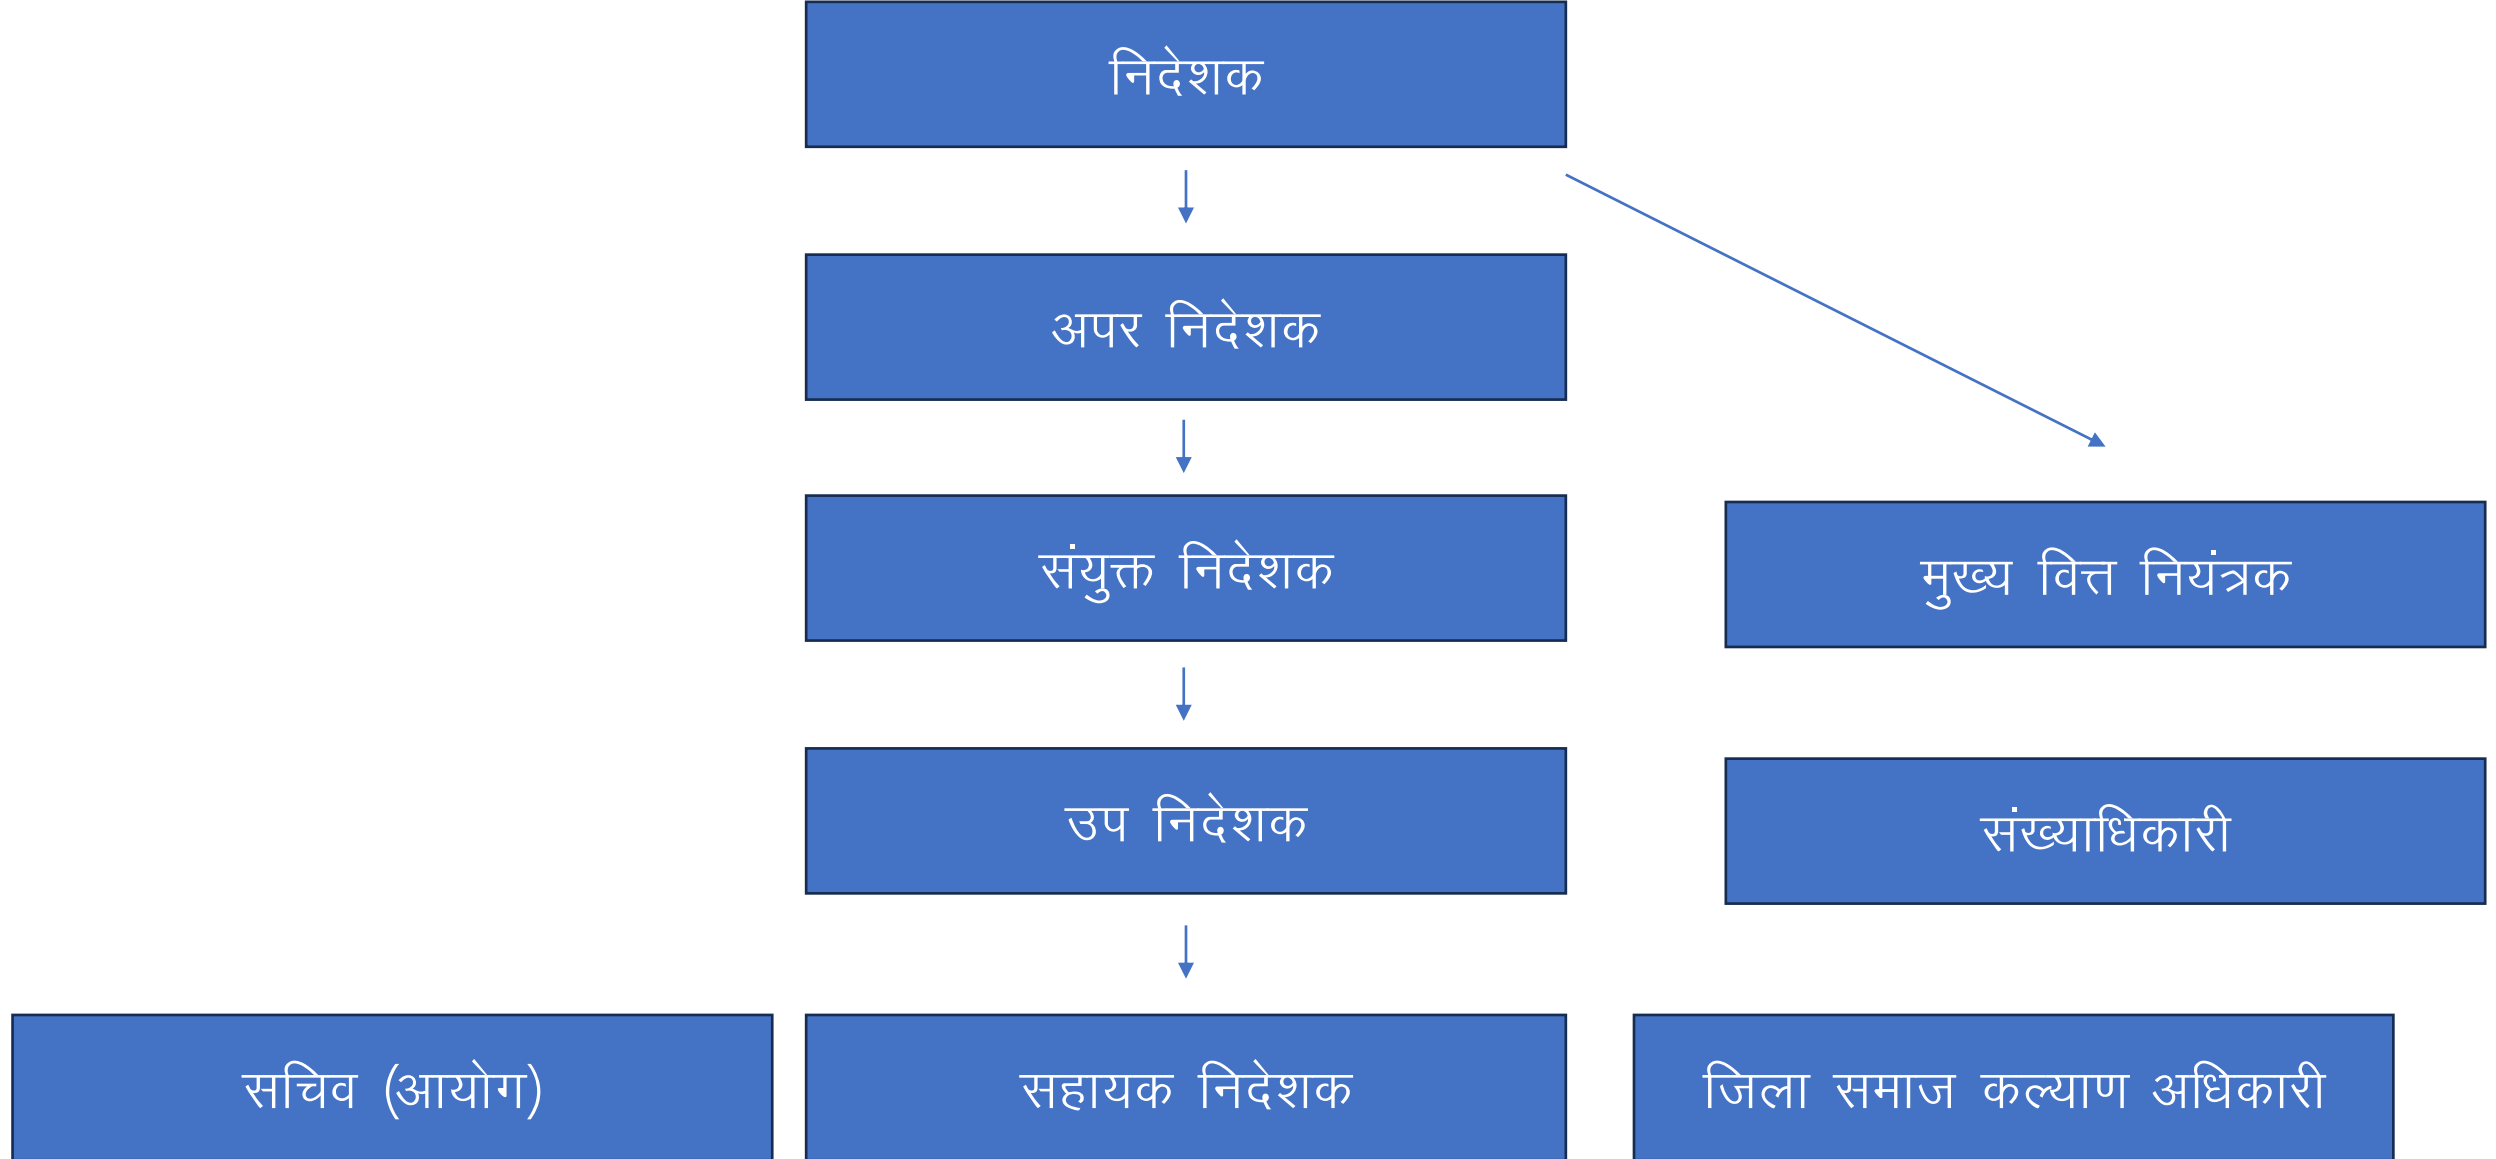 निदेशक
अपर निदेशक
संयुक्त निदेशक
मुख्य वित्त नियंत्रक
उप निदेशक
संख्याधिकारी
सचिव (आयोग)
सहायक निदेशक
जिला समाज कल्याण अधिकारी